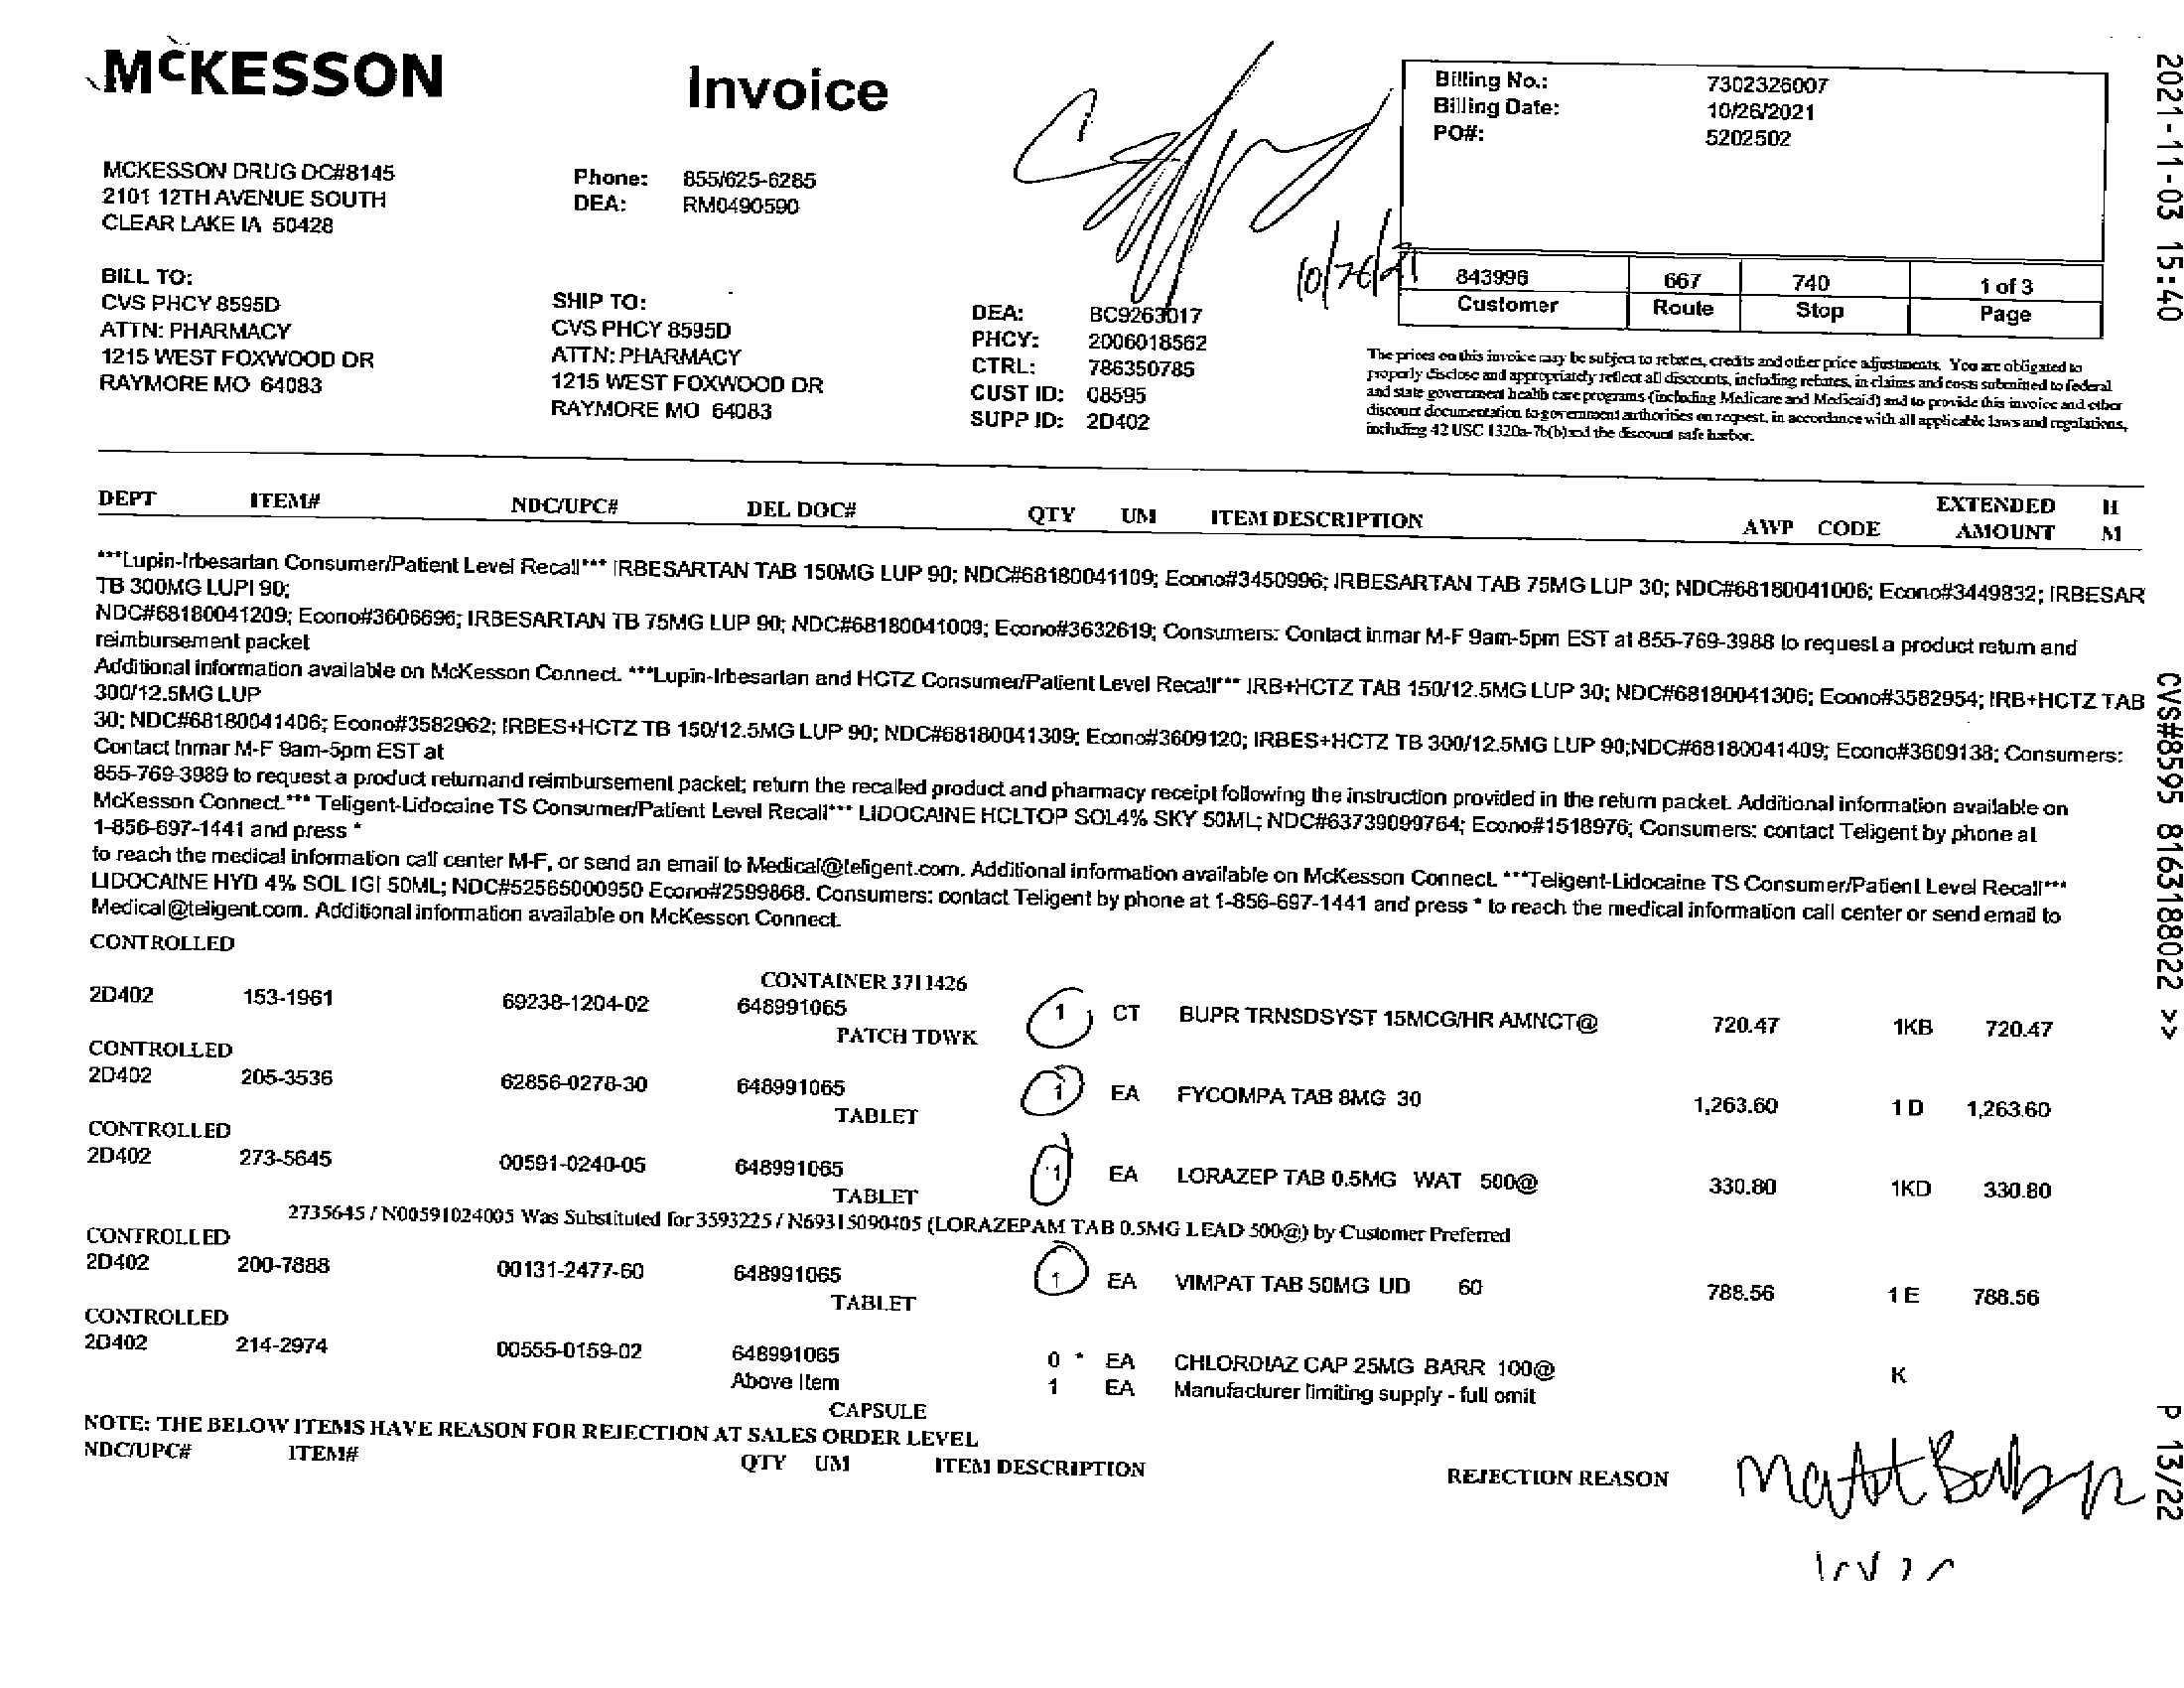 MCKESSON
Invoice
Billing No.: 7302326007
Billing Date: 10/26/2021
PO#: 5202502
MCKESSON DRUG DC#8145
2101 12TH AVENUE SOUTH
CLEAR LAKE IA 50428
Phone: 855/625-6285
DEA: RM0490590
10/26/21
843996 667 740 1 of 3
Customer Route Stop Page
BILL TO:
CVS PHCY 8595D
ATTN: PHARMACY
1215 WEST FOXWOOD DR
RAYMORE MO 64083
SHIP TO:
CVS PHCY 8595D
ATTN: PHARMACY
1215 WEST FOXWOOD DR
RAYMORE MO 64083
DEA: BC9263017
PHCY: 2006018562
CTRL: 786350785
CUST ID: 08595
SUPP ID: 2D402
The prices on this invoice may be subject to rebates, credits and other price adjustments. You are obligated to
properly disclose and appropriately reflect all discounts, including rebates, in claims and costs submitted to federal
and state government health care programs (including Medicare and Medicaid) and to provide this invoice and other
discount documentation to government authorities on request, in accordance with all applicable laws and regulations,
including 42 USC 1320a-7b(b) and the discount safe harbor.
DEPT ITEM# NDC/UPC# DEL DOC# QTY UM ITEM DESCRIPTION AWP CODE EXTENDED AMOUNT H M
***Lupin-Irbesartan Consumer/Patient Level Recall*** IRBESARTAN TAB 150MG LUP 90; NDC#68180041109; Econo#3450996; IRBESARTAN TAB 75MG LUP 30; NDC#68180041006; Econo#3449832; IRBESAR
TB 300MG LUPI 90;
NDC#68180041209; Econo#3606696; IRBESARTAN TB 75MG LUP 90; NDC#68180041009; Econo#3632619; Consumers: Contact inmar M-F 9am-5pm EST at 855-769-3988 to request a product return and
reimbursement packet
Additional information available on McKesson Connect. ***Lupin-Irbesartan and HCTZ Consumer/Patient Level Recall*** IRB+HCTZ TAB 150/12.5MG LUP 30; NDC#68180041306; Econo#3582954; IRB+HCTZ TAB
300/12.5MG LUP
30; NDC#68180041406; Econo#3582962; IRBES+HCTZ TB 150/12.5MG LUP 90; NDC#68180041309; Econo#3609120; IRBES+HCTZ TB 300/12.5MG LUP 90;NDC#68180041409; Econo#3609138; Consumers:
Contact Inmar M-F 9am-5pm EST at
855-769-3989 to request a product returnand reimbursement packet; return the recalled product and pharmacy receipt following the instruction provided in the return packet. Additional information available on
McKesson Connect.*** Teligent-Lidocaine TS Consumer/Patient Level Recall*** LIDOCAINE HCLTOP SOL4% SKY 50ML; NDC#63739099764; Econo#1518976; Consumers: contact Teligent by phone at
1-856-697-1441 and press *
to reach the medical information call center M-F, or send an email to Medical@teligent.com. Additional information available on McKesson Connect. ***Teligent-Lidocaine TS Consumer/Patient Level Recall***
LIDOCAINE HYD 4% SOL IGI 50ML; NDC#52565000950 Econo#2599868. Consumers: contact Teligent by phone at 1-856-697-1441 and press * to reach the medical information call center or send email to
Medical@teligent.com. Additional information available on McKesson Connect.
CONTROLLED
CONTAINER 3711426
2D402 153-1961 69238-1204-02 648991065 1 CT BUPR TRNSDSYST 15MCG/HR AMNCT@ 720.47 1KB 720.47
PATCH TDWK
CONTROLLED
2D402 205-3536 62856-0278-30 648991065 1 EA FYCOMPA TAB 8MG 30 1,263.60 1 D 1,263.60
TABLET
CONTROLLED
2D402 273-5645 00591-0240-05 648991065 1 EA LORAZEP TAB 0.5MG WAT 500@ 330.80 1KD 330.80
TABLET
2735645 / N00591024005 Was Substituted for 3593225 / N69315090405 (LORAZEPAM TAB 0.5MG LEAD 500@) by Customer Preferred
CONTROLLED
2D402 200-7888 00131-2477-60 648991065 1 EA VIMPAT TAB 50MG UD 60 788.56 1 E 788.56
TABLET
CONTROLLED
2D402 214-2974 00555-0159-02 648991065 0 * EA CHLORDIAZ CAP 25MG BARR 100@ K
Above Item 1 EA Manufacturer limiting supply - full omit
CAPSULE
NOTE: THE BELOW ITEMS HAVE REASON FOR REJECTION AT SALES ORDER LEVEL
NDC/UPC# ITEM# QTY UM ITEM DESCRIPTION REJECTION REASON
Matt
2021-11-03 15:40 CVS#8595 8163188022 >> P 13/22